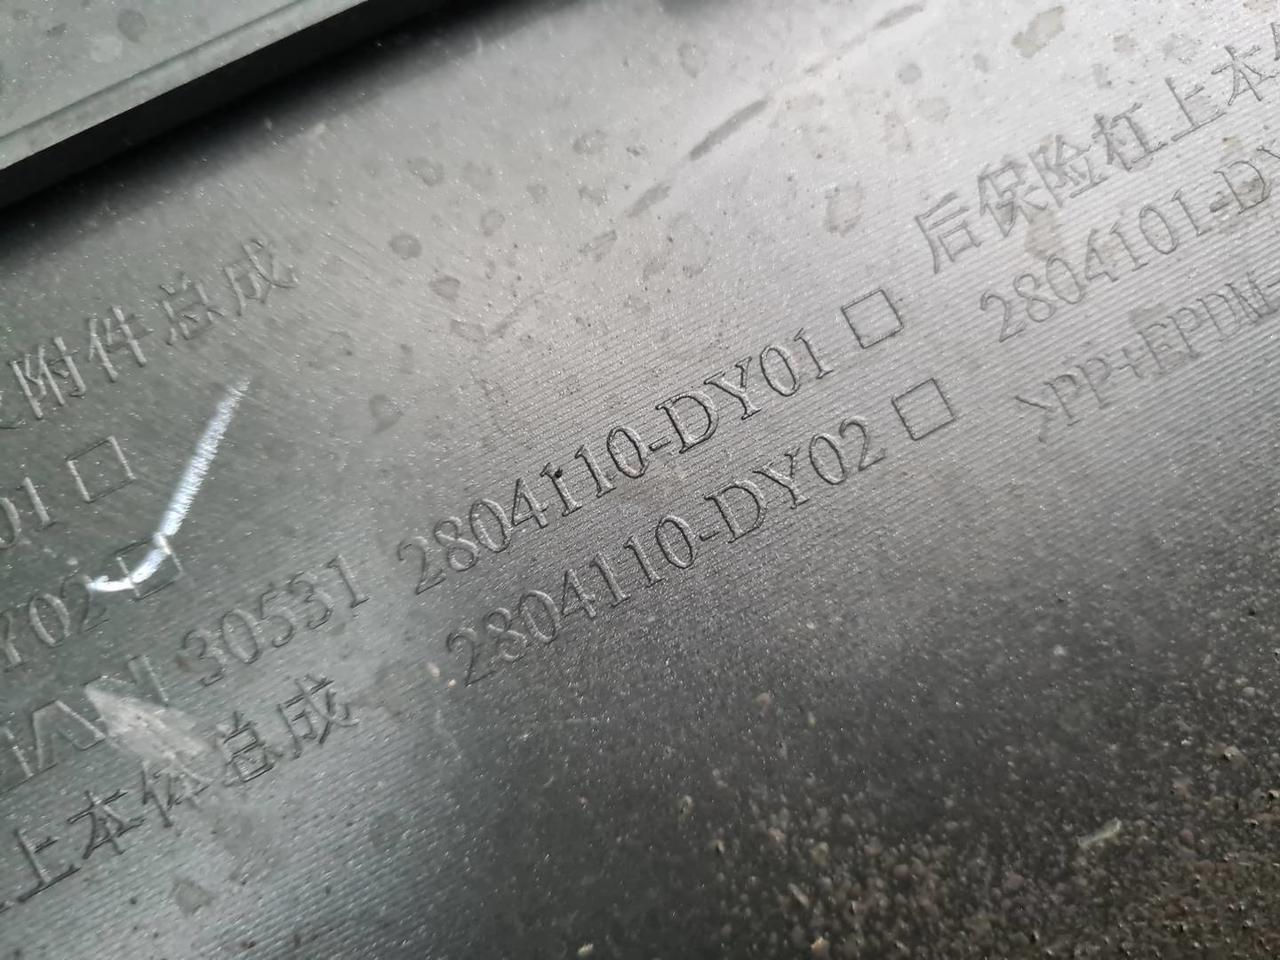 附件总成
01 □
Y02 □
30531
上本体总成
2804110-DY01 □
2804110-DY02 □
后保险杠上本
2804101-DY
>PP+EPDM-